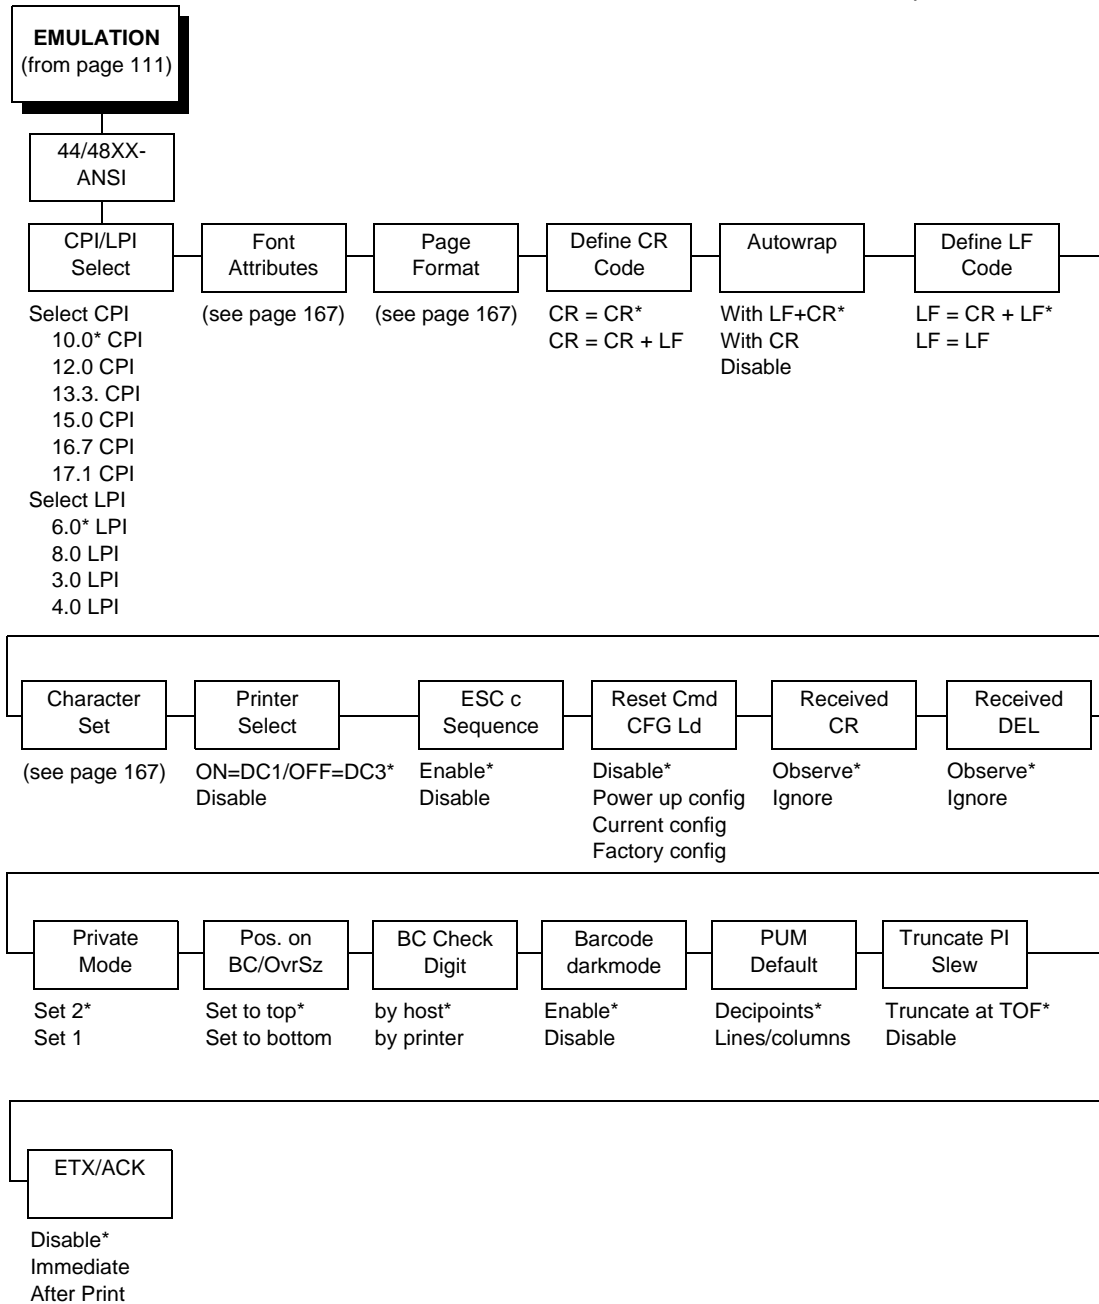 EMULATION
(from page 111)
44/48XX-
ANSI
CPI/LPI
Select
Select CPI
10.0* CPI
12.0 CPI
13.3. CPI
15.0 CPI
16.7 CPI
17.1 CPI
Select LPI
6.0* LPI
8.0 LPI
3.0 LPI
4.0 LPI
Font
Attributes
(see page 167)
Page
Format
(see page 167)
Define CR
Code
CR = CR*
CR = CR + LF
Autowrap
With LF+CR*
With CR
Disable
Define LF
Code
LF = CR + LF*
LF = LF
Character
Set
(see page 167)
Printer
Select
ON=DC1/OFF=DC3*
Disable
ESC c
Sequence
Enable*
Disable
Reset Cmd
CFG Ld
Disable*
Power up config
Current config
Factory config
Received
CR
Observe*
Ignore
Received
DEL
Observe*
Ignore
Private
Mode
Set 2*
Set 1
Pos. on
BC/OvrSz
Set to top*
Set to bottom
BC Check
Digit
by host*
by printer
Barcode
darkmode
Enable*
Disable
PUM
Default
Decipoints*
Lines/columns
Truncate PI
Slew
Truncate at TOF*
Disable
ETX/ACK
Disable*
Immediate
After Print